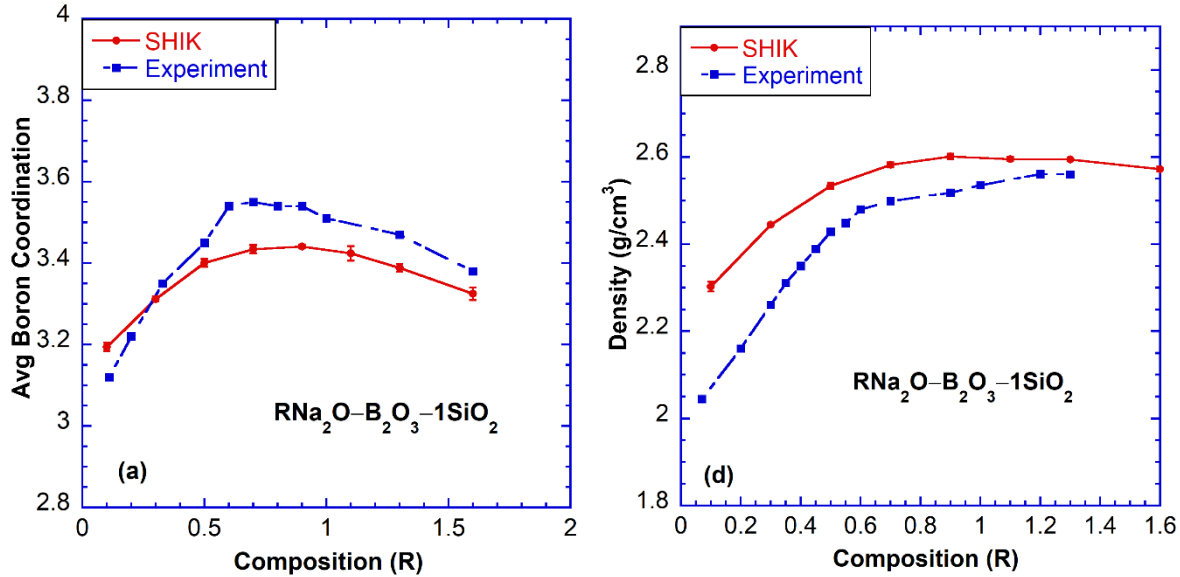 SHIK
Experiment
Avg Boron Coordination
4
3.8
3.6
3.4
3.2
3
2.8
RNa₂O–B₂O₃–1SiO₂
(a)
0 0.5 1 1.5 2
Composition (R)
SHIK
Experiment
Density (g/cm³)
2.8
2.6
2.4
2.2
2
1.8
RNa₂O–B₂O₃–1SiO₂
(d)
0 0.2 0.4 0.6 0.8 1 1.2 1.4 1.6
Composition (R)